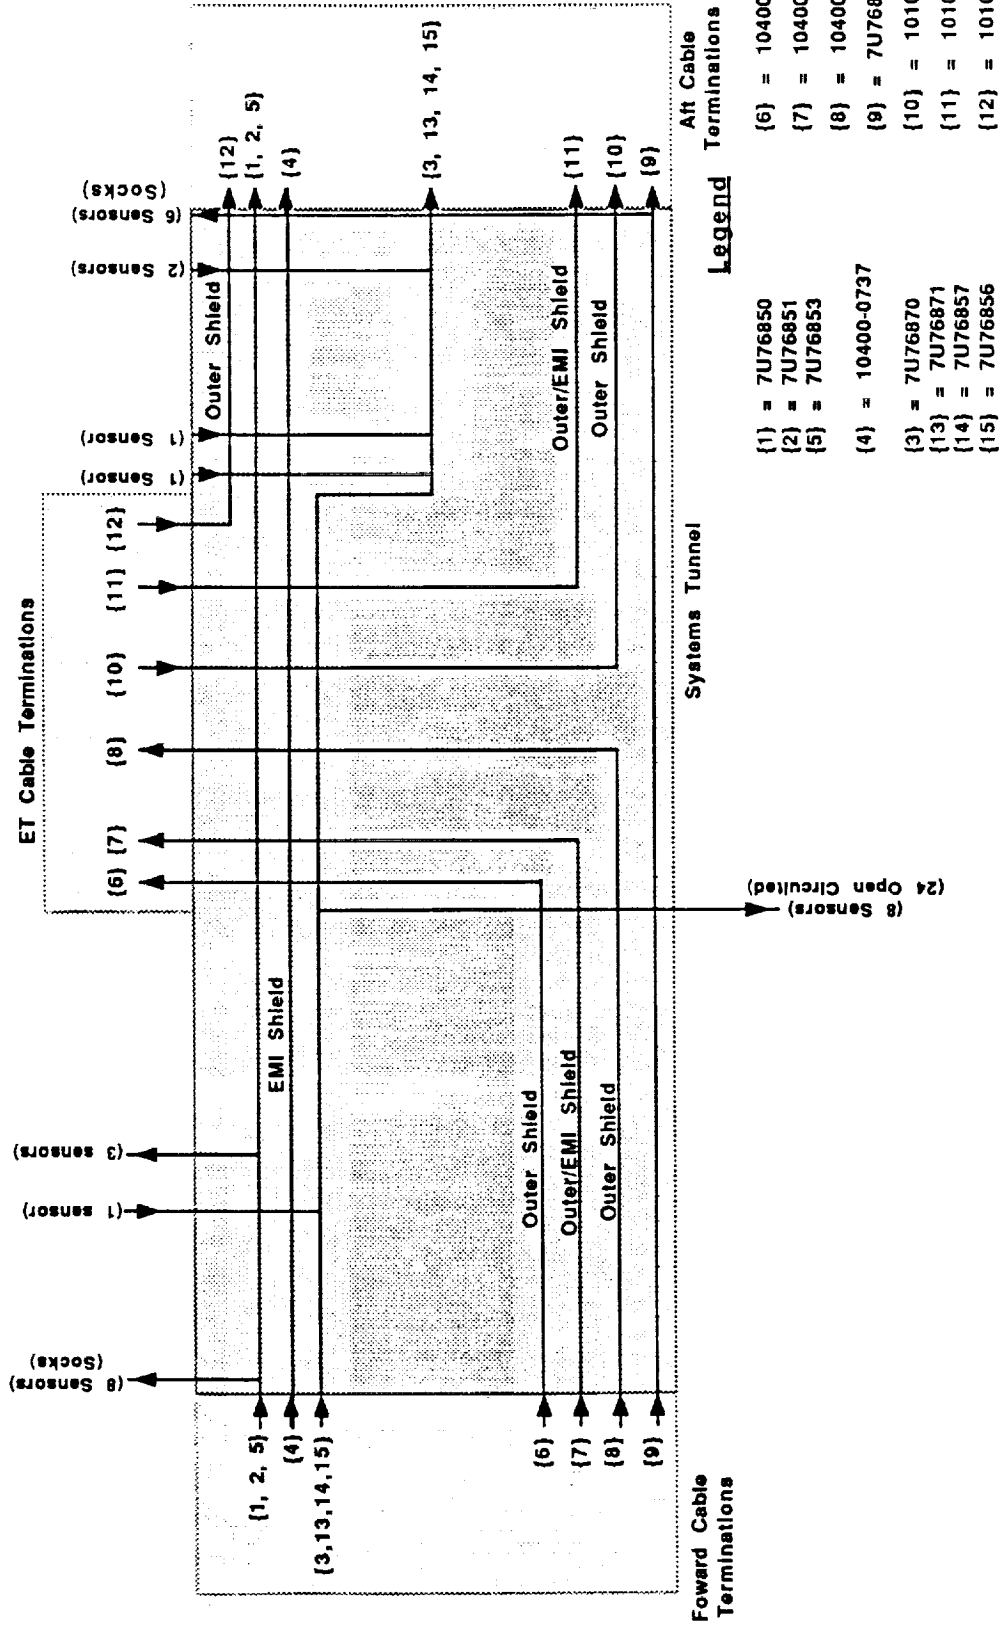 ET Cable Terminations
(8 Sensors)
(Socks)
(1 sensor)
(3 sensors)
{6} {7} {8} {10} {11} {12}
(1 Sensor)
(1 Sensor)
(2 Sensors)
(6 Sensors)
(Socks)
{1, 2, 5}
{4}
{3,13,14,15}
{6}
{7}
{8}
{9}
EMI Shield
Outer Shield
Outer/EMI Shield
Outer Shield
Outer Shield
Outer/EMI Shield
Outer Shield
{12}
{1, 2, 5}
{4}
{3, 13, 14, 15}
{11}
{10}
{9}
(8 Sensors)
(24 Open Circuited)
Foward Cable
Terminations
Systems Tunnel
Aft Cable
Terminations
Legend
{1} = 7U76850
{2} = 7U76851
{5} = 7U76853
{4} = 10400-0737
{3} = 7U76870
{13} = 7U76871
{14} = 7U76857
{15} = 7U76856
{6} = 10400
{7} = 10400
{8} = 10400
{9} = 7U768
{10} = 1010
{11} = 1010
{12} = 1010